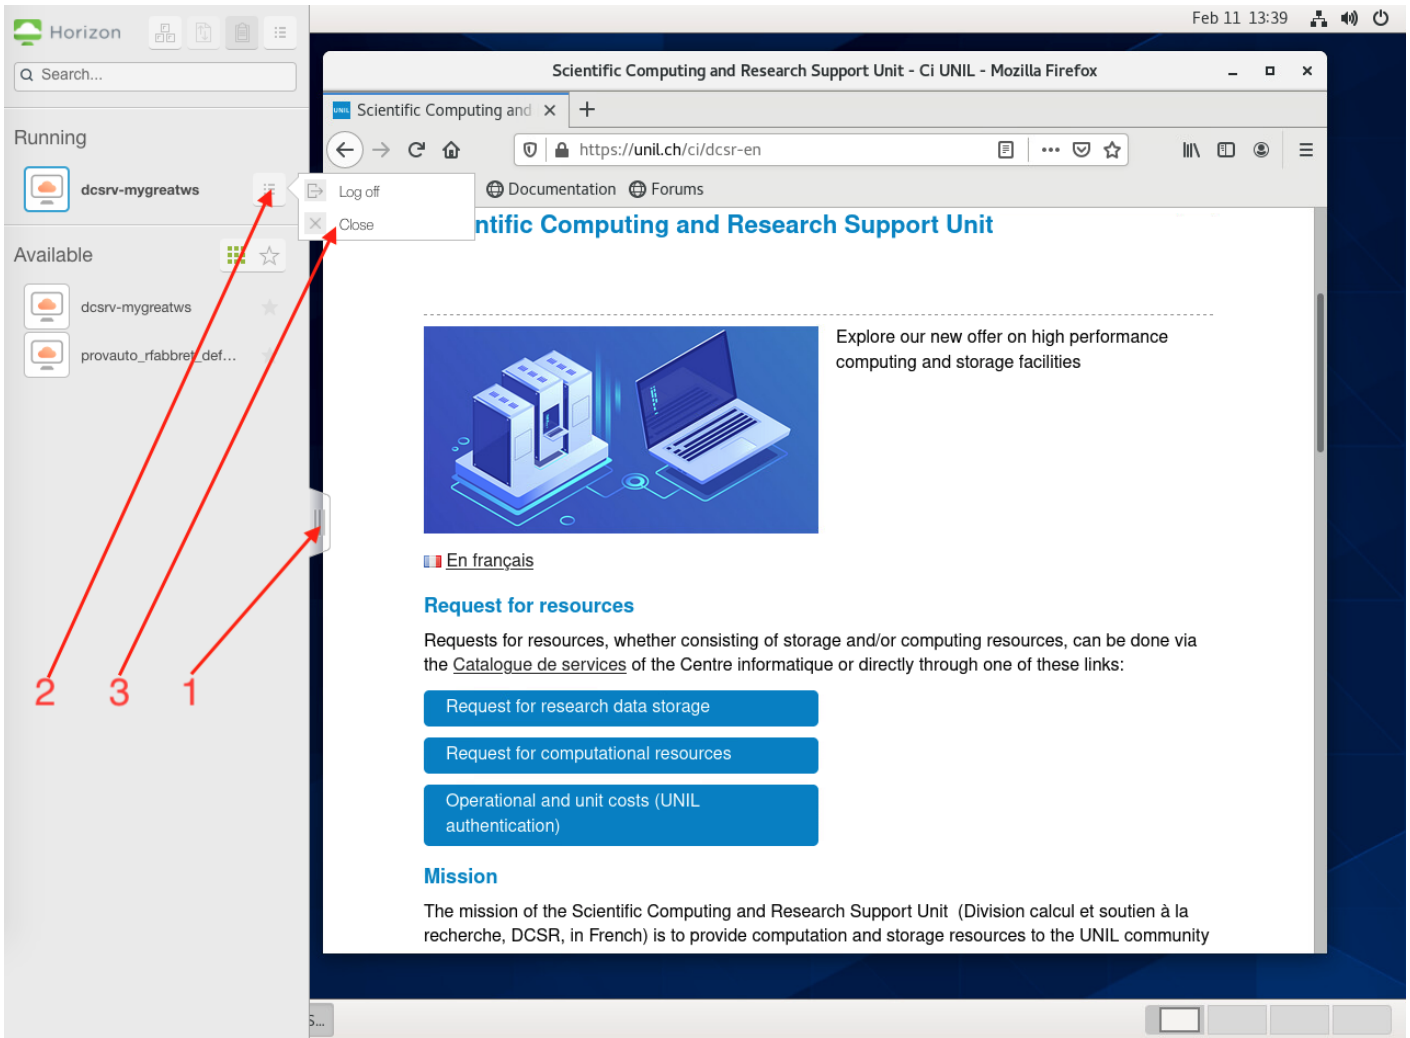 Horizon
Feb 11 13:39
Search...
Scientific Computing and Research Support Unit - Ci UNIL - Mozilla Firefox
UNIL Scientific Computing and
Running
https://unil.ch/ci/dcsr-en
dcsrv-mygreatws
Log off
Documentation Forums
Close
ntific Computing and Research Support Unit
Available
dcsrv-mygreatws
provauto_rfabbret_def...
Explore our new offer on high performance
computing and storage facilities
En français
Request for resources
Requests for resources, whether consisting of storage and/or computing resources, can be done via
the Catalogue de services of the Centre informatique or directly through one of these links:
2 3 1
Request for research data storage
Request for computational resources
Operational and unit costs (UNIL
authentication)
Mission
The mission of the Scientific Computing and Research Support Unit (Division calcul et soutien à la
recherche, DCSR, in French) is to provide computation and storage resources to the UNIL community
S...